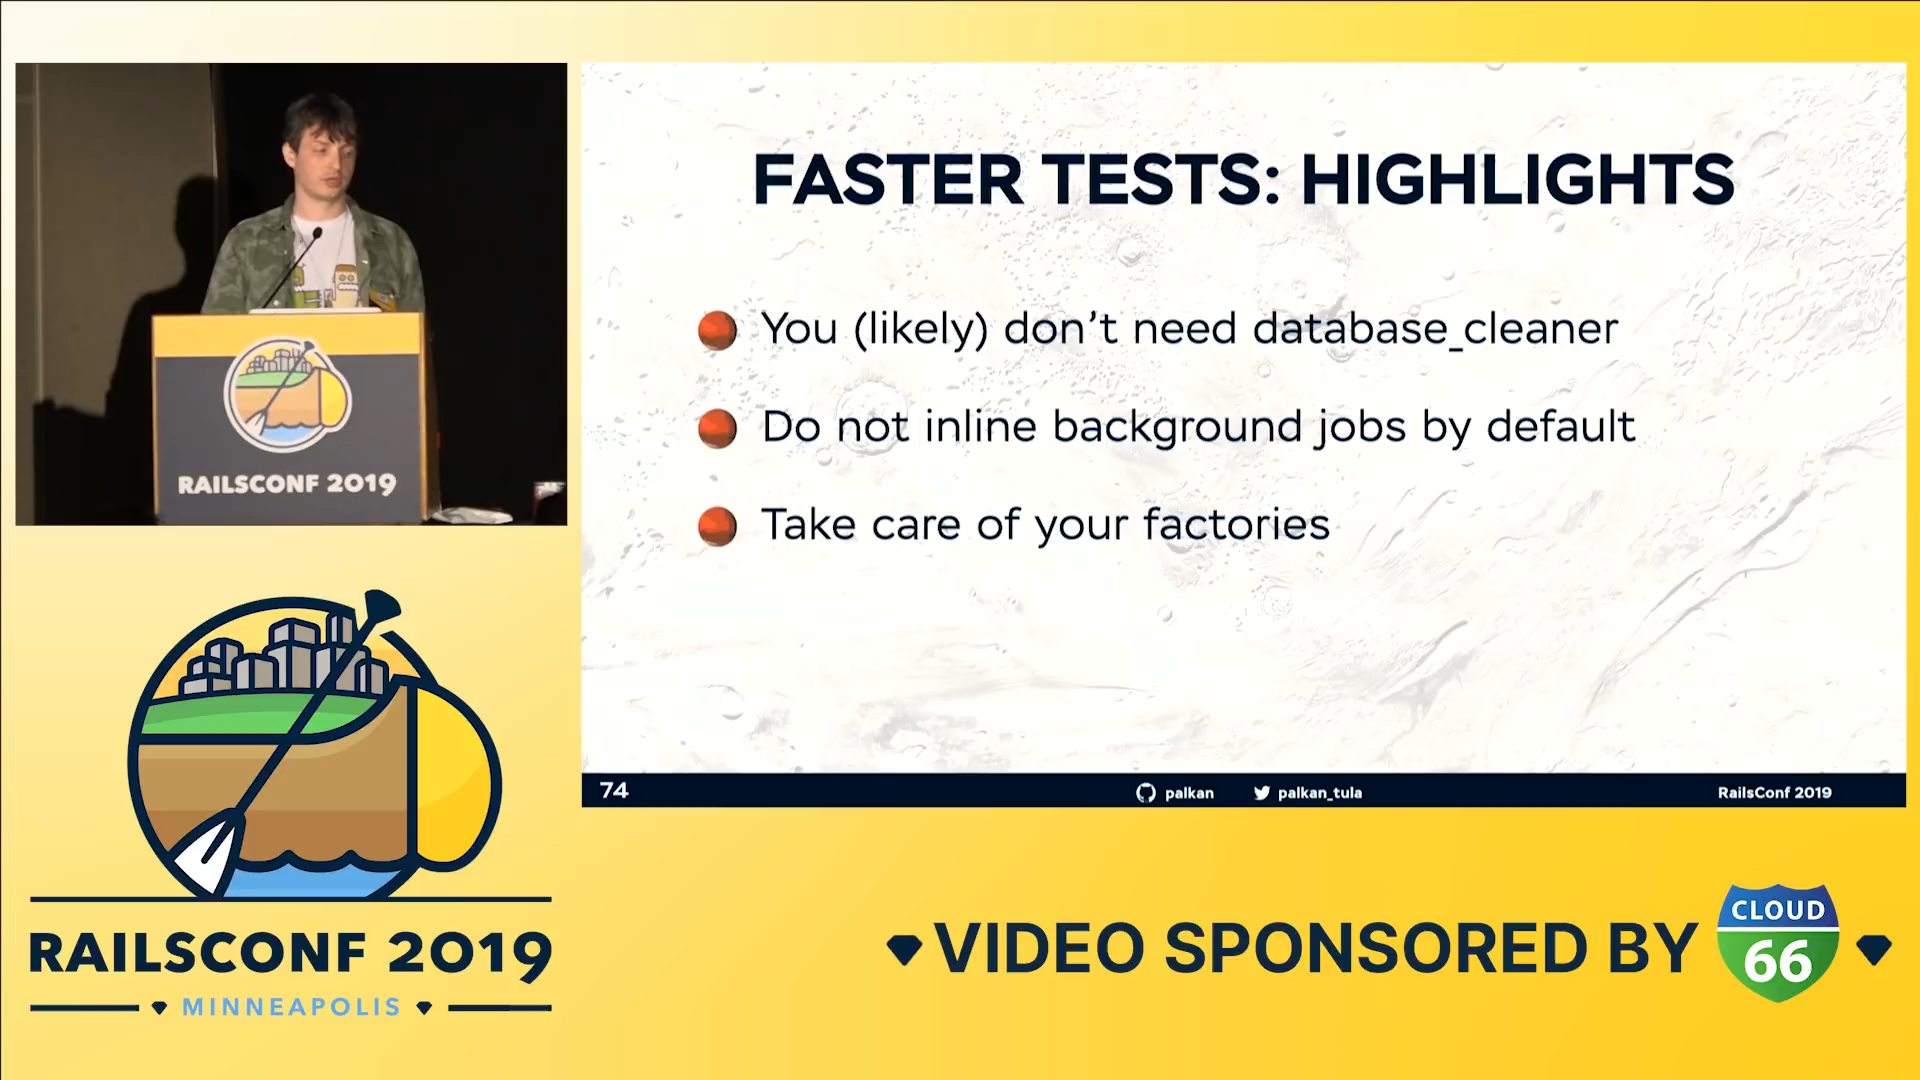 FASTER TESTS: HIGHLIGHTS
You (likely) don't need database_cleaner
Do not inline background jobs by default
Take care of your factories
74
palkan
palkan_tula
RailsConf 2019
RAILSCONF 2019
RAILSCONF 2019
MINNEAPOLIS
VIDEO SPONSORED BY
CLOUD
66